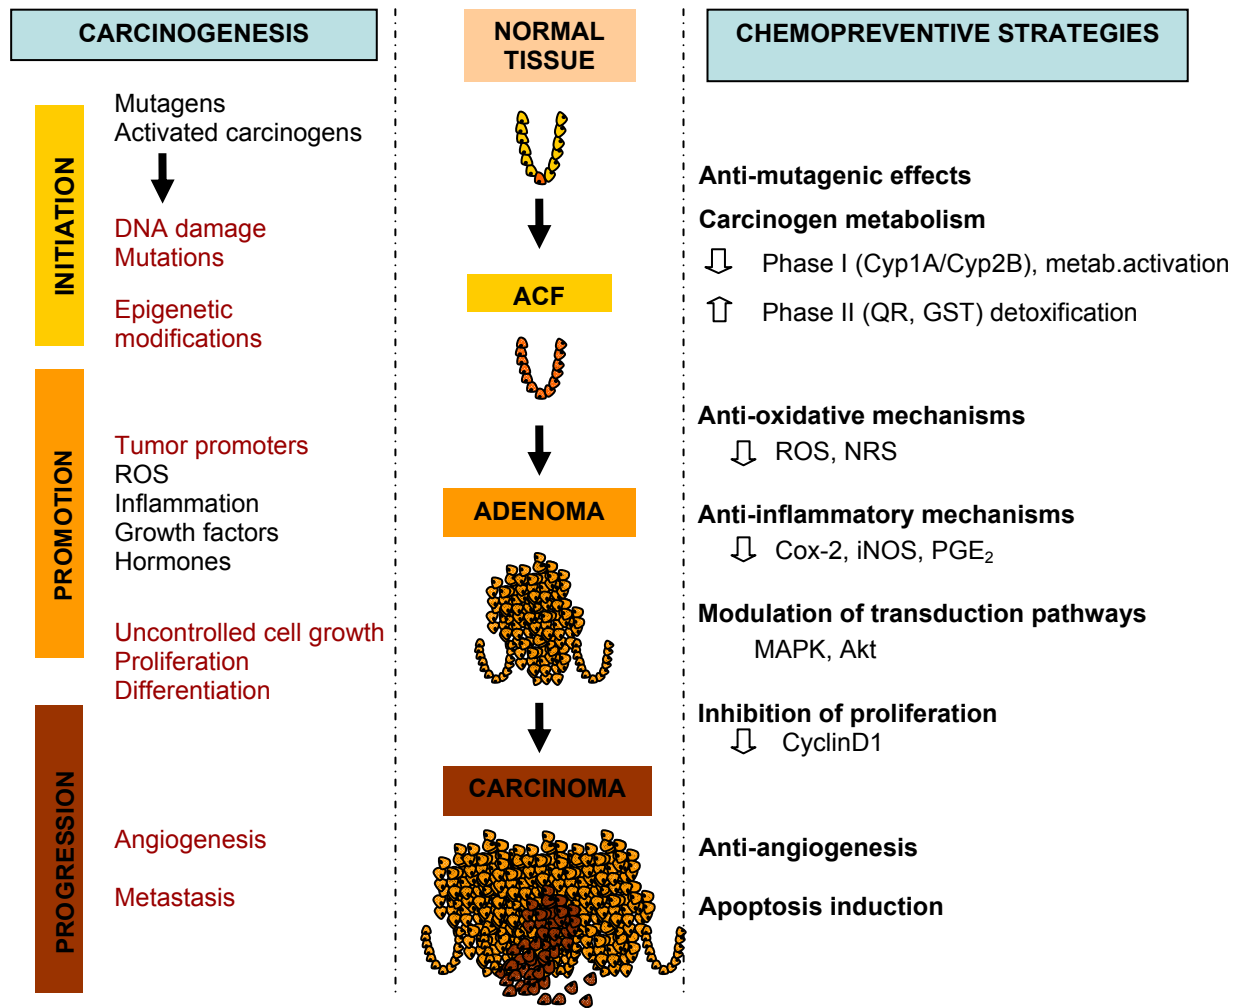 CARCINOGENESIS
INITIATION
Mutagens
Activated carcinogens
DNA damage
Mutations
Epigenetic
modifications
PROMOTION
Tumor promoters
ROS
Inflammation
Growth factors
Hormones
Uncontrolled cell growth
Proliferation
Differentiation
PROGRESSION
Angiogenesis
Metastasis
NORMAL
TISSUE
ACF
ADENOMA
CARCINOMA
CHEMOPREVENTIVE STRATEGIES
Anti-mutagenic effects
Carcinogen metabolism
Phase I (Cyp1A/Cyp2B), metab.activation
Phase II (QR, GST) detoxification
Anti-oxidative mechanisms
ROS, NRS
Anti-inflammatory mechanisms
Cox-2, iNOS, PGE₂
Modulation of transduction pathways
MAPK, Akt
Inhibition of proliferation
CyclinD1
Anti-angiogenesis
Apoptosis induction